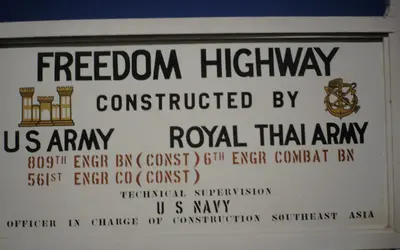 FREEDOM HIGHWAY
CONSTRUCTED BY
US ARMY ROYAL THAI ARMY
809TH ENGR BN (CONST) 6TH ENGR COMBAT BN
561ST ENGR CO (CONST)
TECHNICAL SUPERVISION
U S NAVY
OFFICER IN CHARGE OF CONSTRUCTION SOUTHEAST ASIA